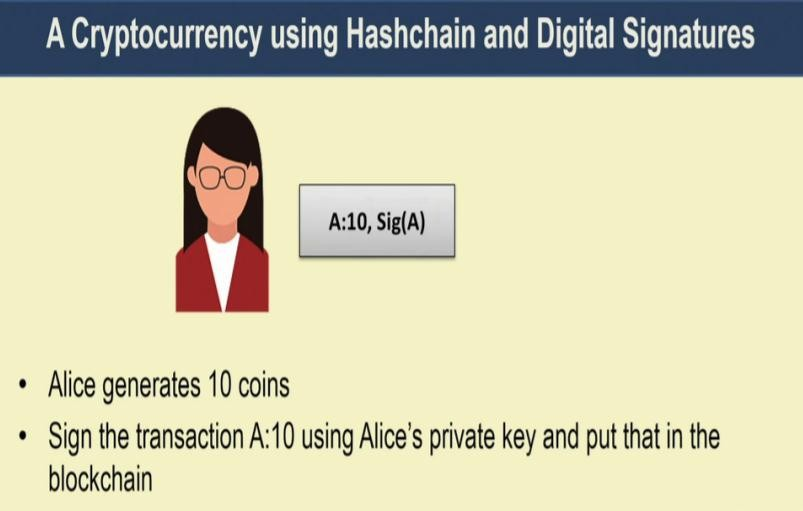 A Cryptocurrency using Hashchain and Digital Signatures
A:10, Sig(A)
• Alice generates 10 coins
• Sign the transaction A:10 using Alice's private key and put that in the
blockchain